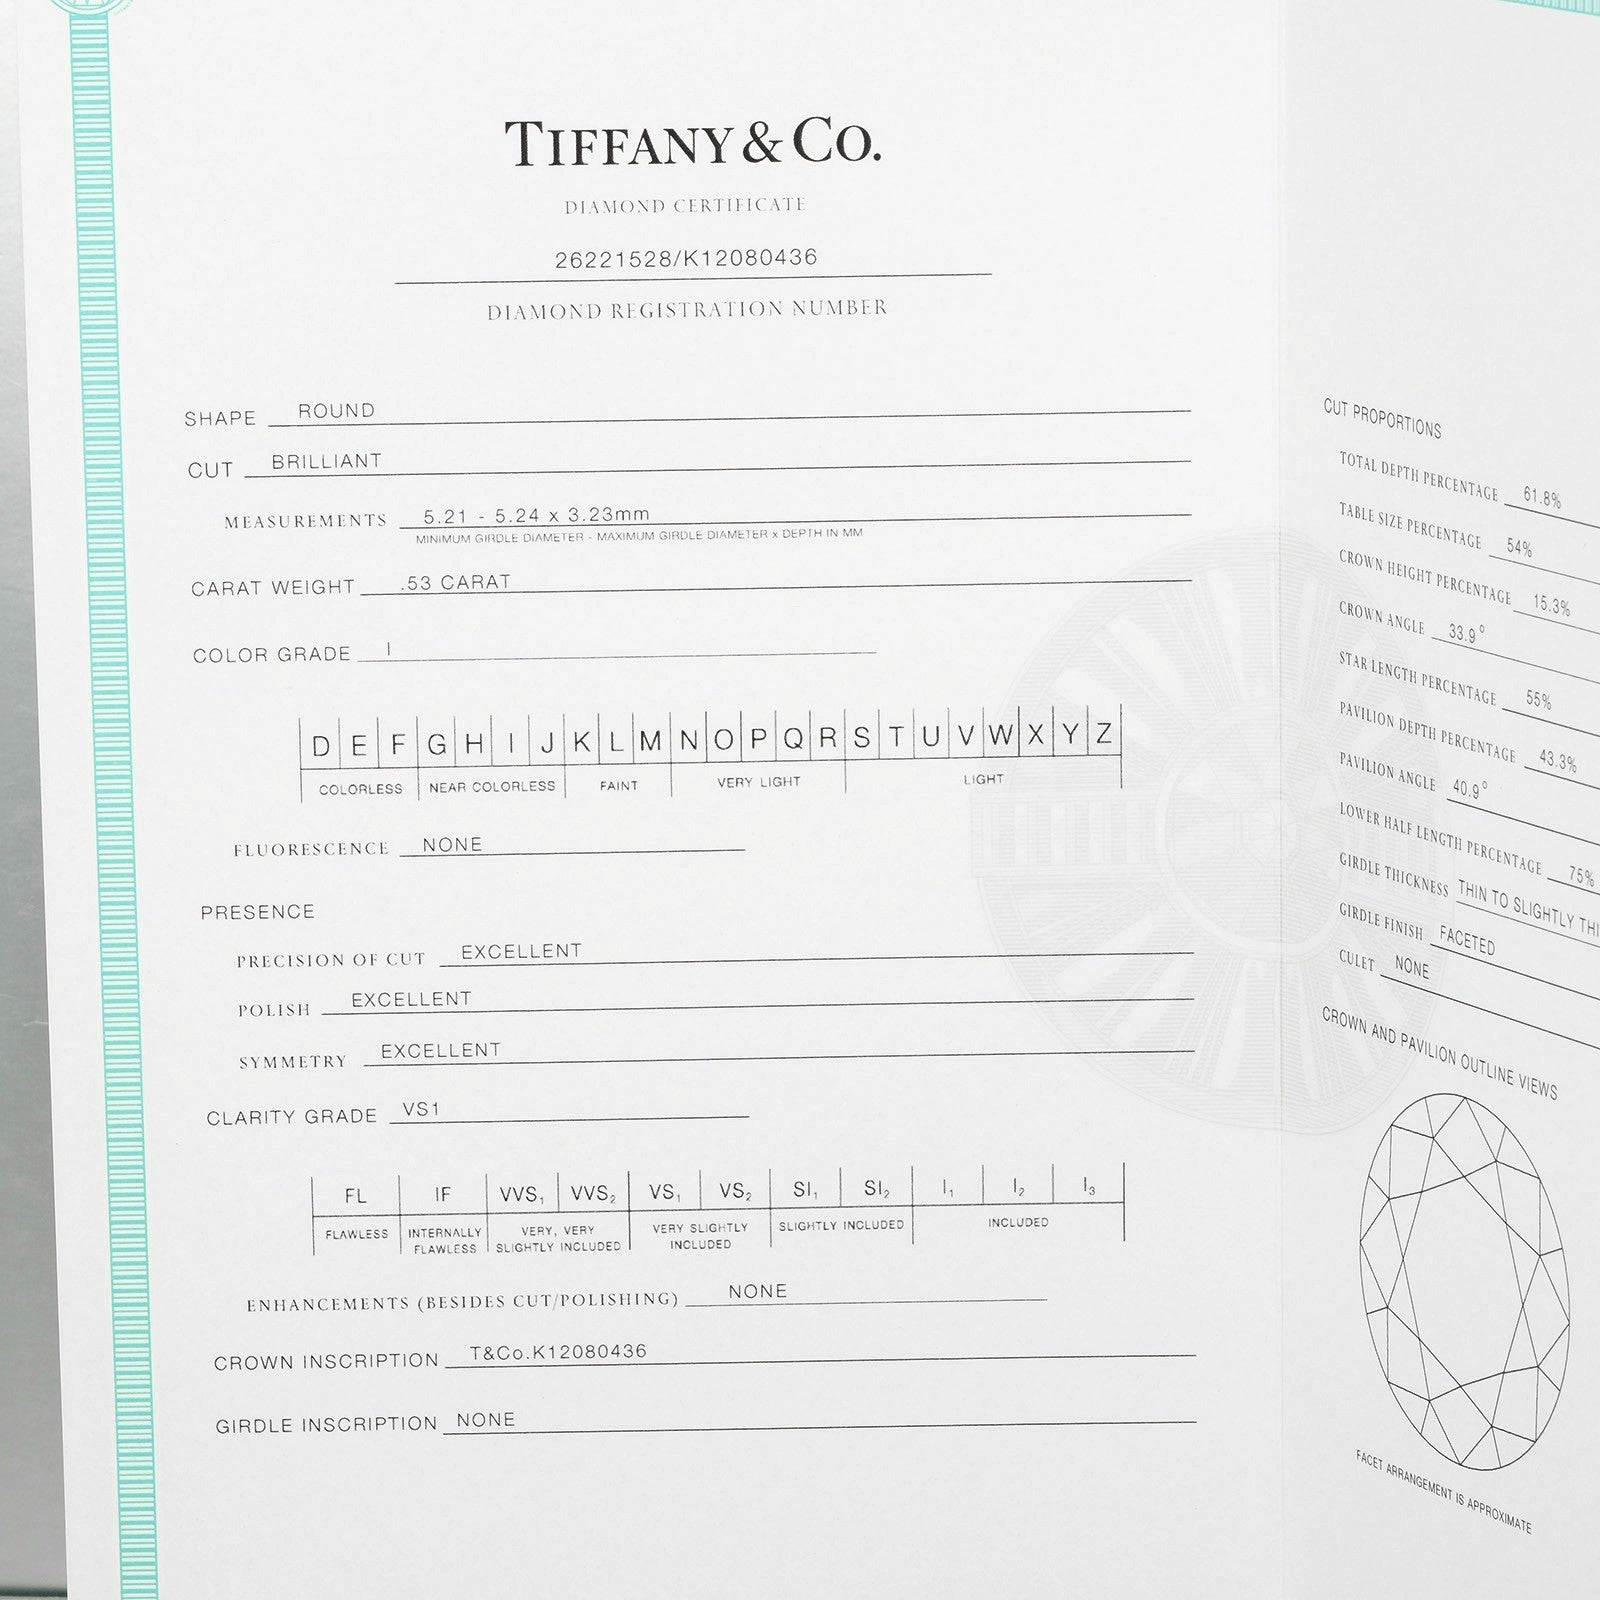 TIFFANY & CO.
DIAMOND CERTIFICATE
26221528/K12080436
DIAMOND REGISTRATION NUMBER
SHAPE ROUND
CUT BRILLIANT
MEASUREMENTS 5.21 - 5.24 x 3.23mm
MINIMUM GIRDLE DIAMETER - MAXIMUM GIRDLE DIAMETER x DEPTH IN MM
CARAT WEIGHT .53 CARAT
COLOR GRADE I
D E F G H I J K L M N O P Q R S T U V W X Y Z
COLORLESS NEAR COLORLESS FAINT VERY LIGHT LIGHT
FLUORESCENCE NONE
PRESENCE
PRECISION OF CUT EXCELLENT
POLISH EXCELLENT
SYMMETRY EXCELLENT
CLARITY GRADE VS1
FL IF VVS1 VVS2 VS1 VS2 SI1 SI2 I1 I2 I3
FLAWLESS INTERNALLY FLAWLESS VERY, VERY SLIGHTLY INCLUDED VERY SLIGHTLY INCLUDED SLIGHTLY INCLUDED INCLUDED
ENHANCEMENTS (BESIDES CUT/POLISHING) NONE
CROWN INSCRIPTION T&Co.K12080436
GIRDLE INSCRIPTION NONE
CUT PROPORTIONS
TOTAL DEPTH PERCENTAGE 61.8%
TABLE SIZE PERCENTAGE 54%
CROWN HEIGHT PERCENTAGE 15.3%
CROWN ANGLE 33.9°
STAR LENGTH PERCENTAGE 55%
PAVILION DEPTH PERCENTAGE 43.3%
PAVILION ANGLE 40.9°
LOWER HALF LENGTH PERCENTAGE 75%
GIRDLE THICKNESS THIN TO SLIGHTLY THI
GIRDLE FINISH FACETED
CULET NONE
CROWN AND PAVILION OUTLINE VIEWS
FACET ARRANGEMENT IS APPROXIMATE